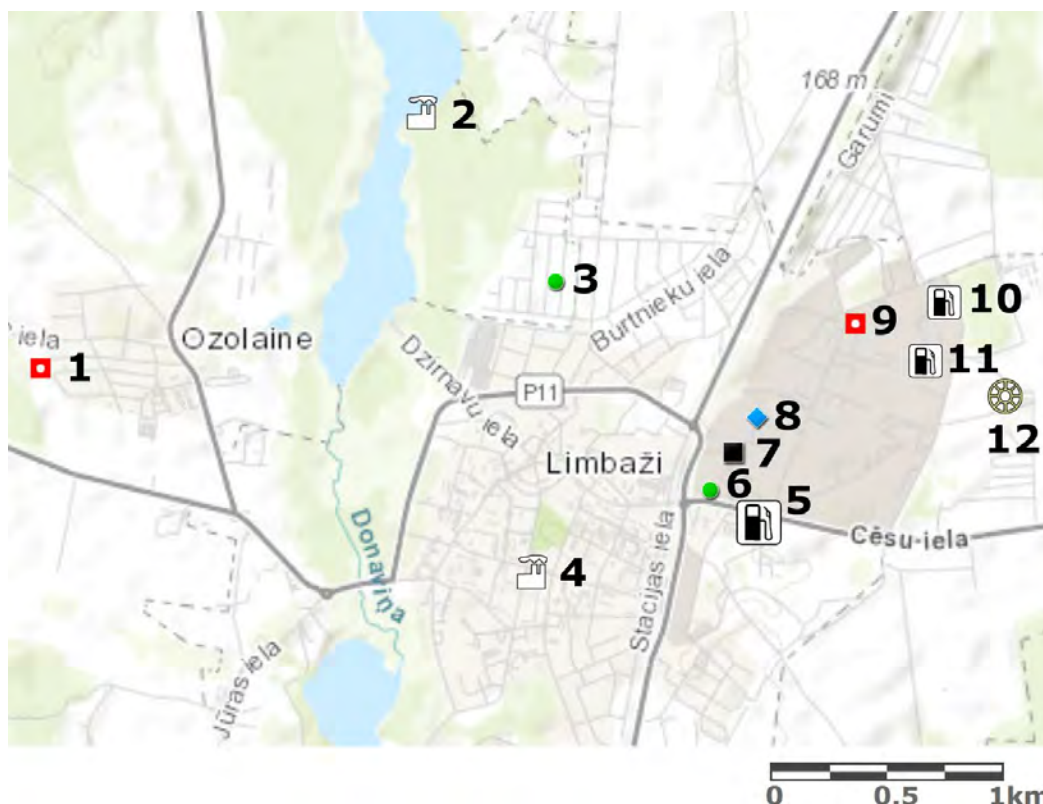 168 m
Garumi
2
3
Burtnieku iela
10
9
iela
1
Ozolaine
11
Dzirnavu iela
P11
12
8
Limbaži
7
6
5
Cēsu-iela
Donaviņa
4
Stacijas iela
Jūras iela
0 0.5 1km